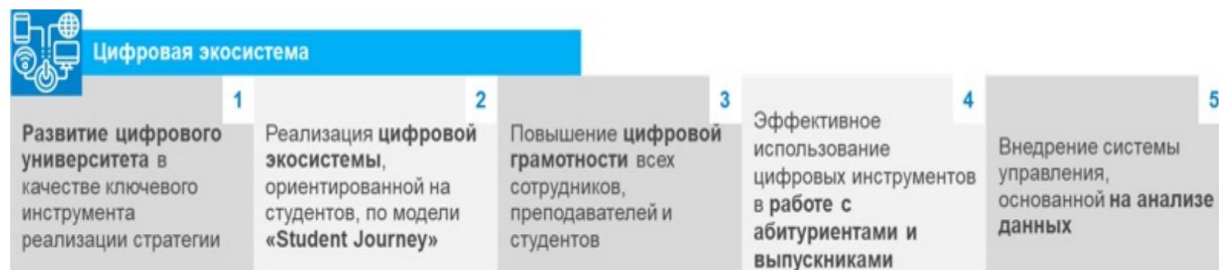 Цифровая экосистема
1
Развитие цифрового
университета в
качестве ключевого
инструмента
реализации стратегии
2
Реализация цифровой
экосистемы,
ориентированной на
студентов, по модели
«Student Journey»
3
Повышение цифровой
грамотности всех
сотрудников,
преподавателей и
студентов
4
Эффективное
использование
цифровых инструментов
в работе с
абитуриентами и
выпускниками
5
Внедрение системы
управления,
основанной на анализе
данных